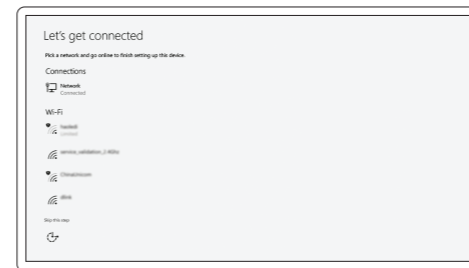 Let's get connected
Pick a network and go online to finish setting up this device.
Connections
Network
Connected
Wi-Fi
service_validation_2.4Ghz
Chinaunicom
dlink
Skip this step